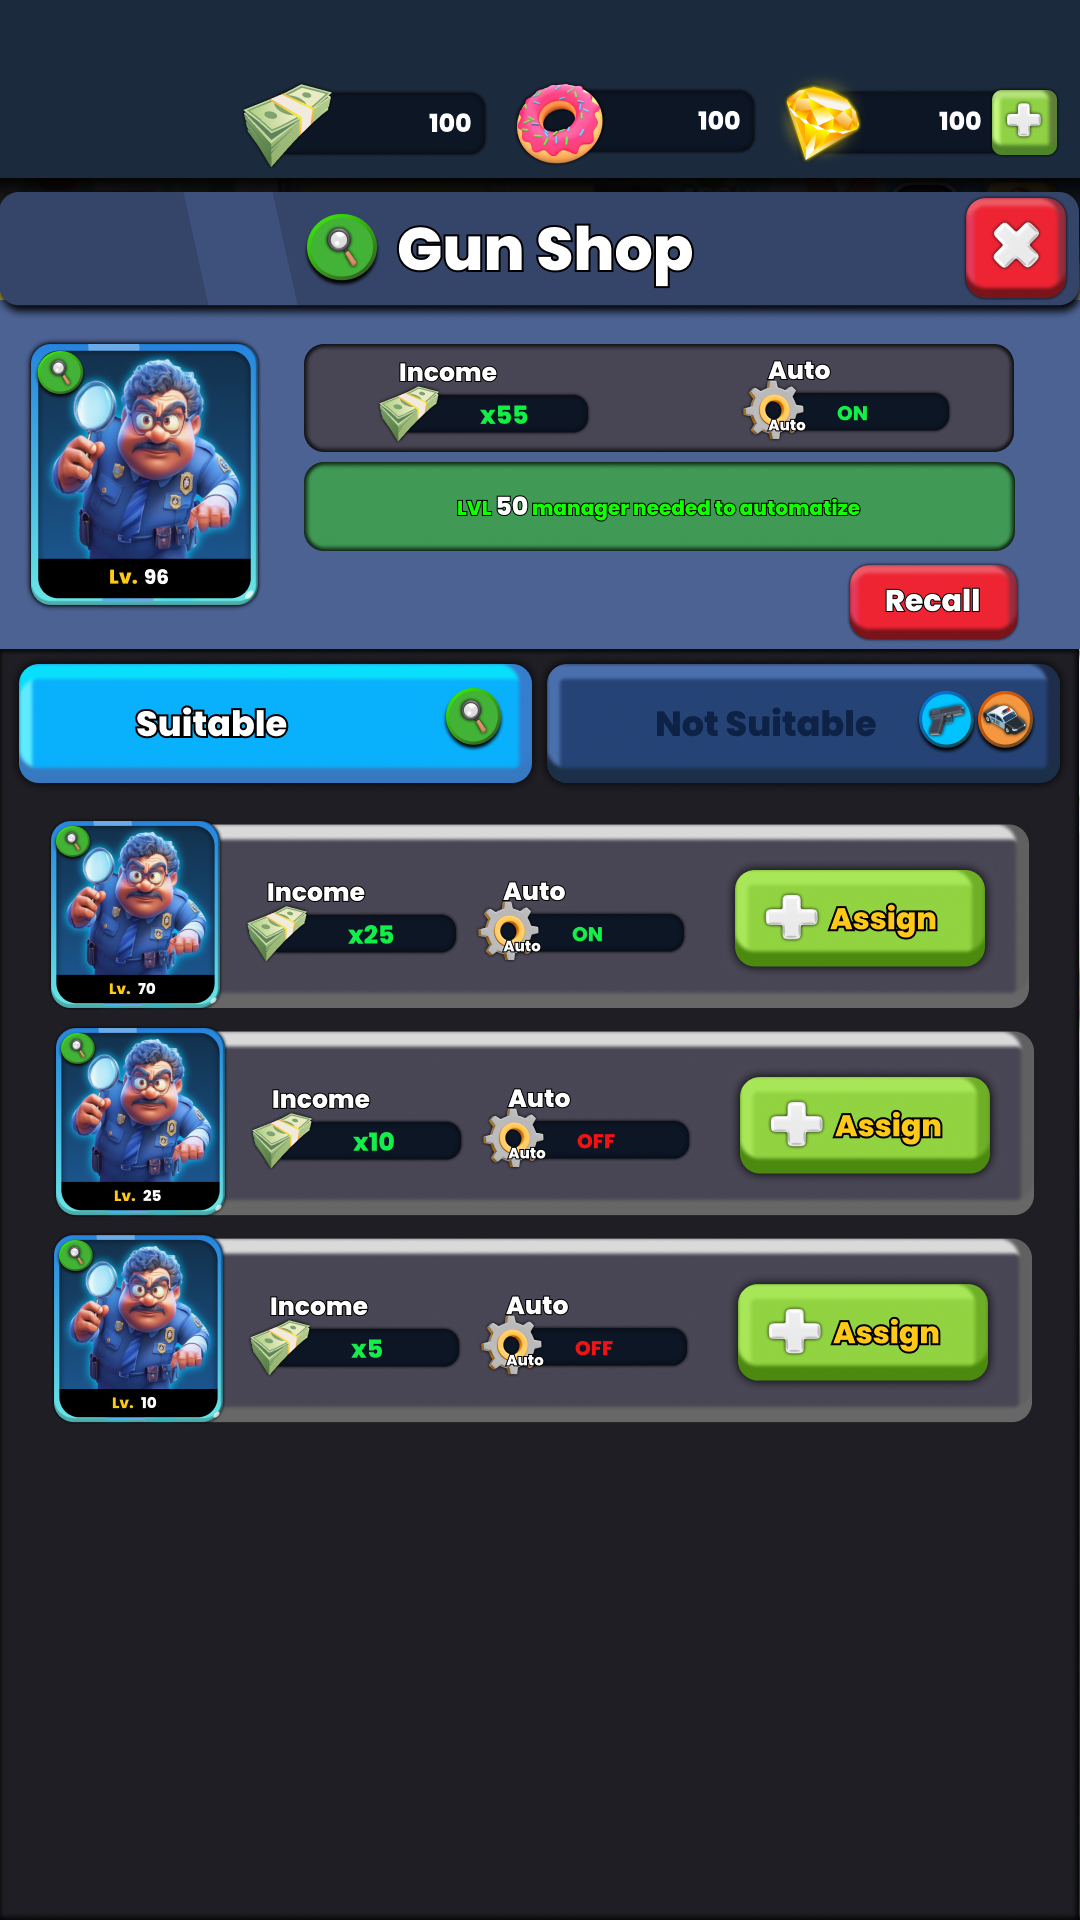 100 100 100
Gun Shop
Income Auto
x55 Auto ON
LVL 50 manager needed to automatize
Lv. 96
Recall
Suitable Not Suitable
Income Auto
x25 Auto ON
Assign
Lv. 70
Income Auto
x10 Auto OFF
Assign
Lv. 25
Income Auto
x5 Auto OFF
Assign
Lv. 10